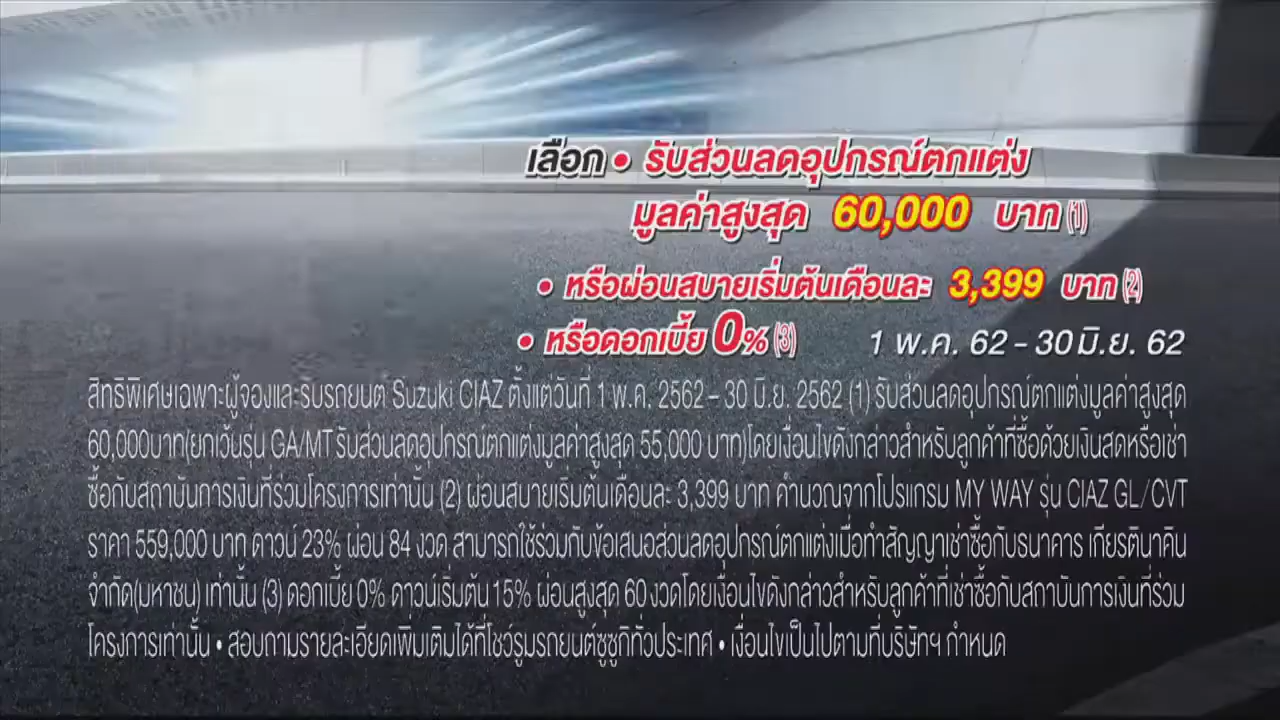 เลือก • รับส่วนลดอุปกรณ์ตกแต่ง
มูลค่าสูงสุด 60,000 บาท (1)
• หรือผ่อนสบายเริ่มต้นเดือนละ 3,399 บาท (2)
• หรือดอกเบี้ย 0% (3) 1 พ.ค. 62 - 30 มิ.ย. 62
สิทธิพิเศษเฉพาะผู้จองและรับรถยนต์ Suzuki CIAZ ตั้งแต่วันที่ 1 พ.ค. 2562 – 30 มิ.ย. 2562 (1) รับส่วนลดอุปกรณ์ตกแต่งมูลค่าสูงสุด
60,000บาท(ยกเว้นรุ่น GA/MT รับส่วนลดอุปกรณ์ตกแต่งมูลค่าสูงสุด 55,000 บาท)โดยเงื่อนไขดังกล่าวสำหรับลูกค้าที่ซื้อด้วยเงินสดหรือเช่า
ซื้อกับสถาบันการเงินที่ร่วมโครงการเท่านั้น (2) ผ่อนสบายเริ่มต้นเดือนละ 3,399 บาท คำนวณจากโปรแกรม MY WAY รุ่น CIAZ GL/CVT
ราคา 559,000 บาท ดาวน์ 23% ผ่อน 84 งวด สามารถใช้ร่วมกับข้อเสนอส่วนลดอุปกรณ์ตกแต่งเมื่อทำสัญญาเช่าซื้อกับธนาคาร เกียรตินาคิน
จำกัด(มหาชน) เท่านั้น (3) ดอกเบี้ย 0% ดาวน์เริ่มต้น 15% ผ่อนสูงสุด 60 งวดโดยเงื่อนไขดังกล่าวสำหรับลูกค้าที่เช่าซื้อกับสถาบันการเงินที่ร่วม
โครงการเท่านั้น • สอบถามรายละเอียดเพิ่มเติมได้ที่โชว์รูมรถยนต์ซูซูกิทั่วประเทศ • เงื่อนไขเป็นไปตามที่บริษัทฯ กำหนด